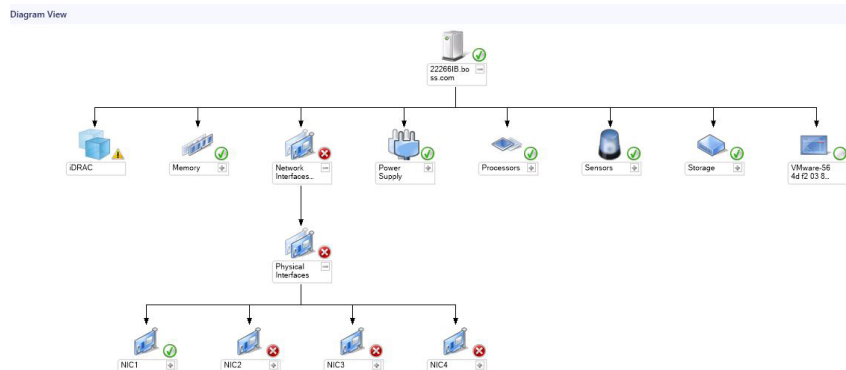 Diagram View
22266IB.bo
ss.com
iDRAC
Memory
Network
Interfaces...
Power
Supply
Processors
Sensors
Storage
VMware-56
4d f2 03 8...
Physical
Interfaces
NIC1
NIC2
NIC3
NIC4